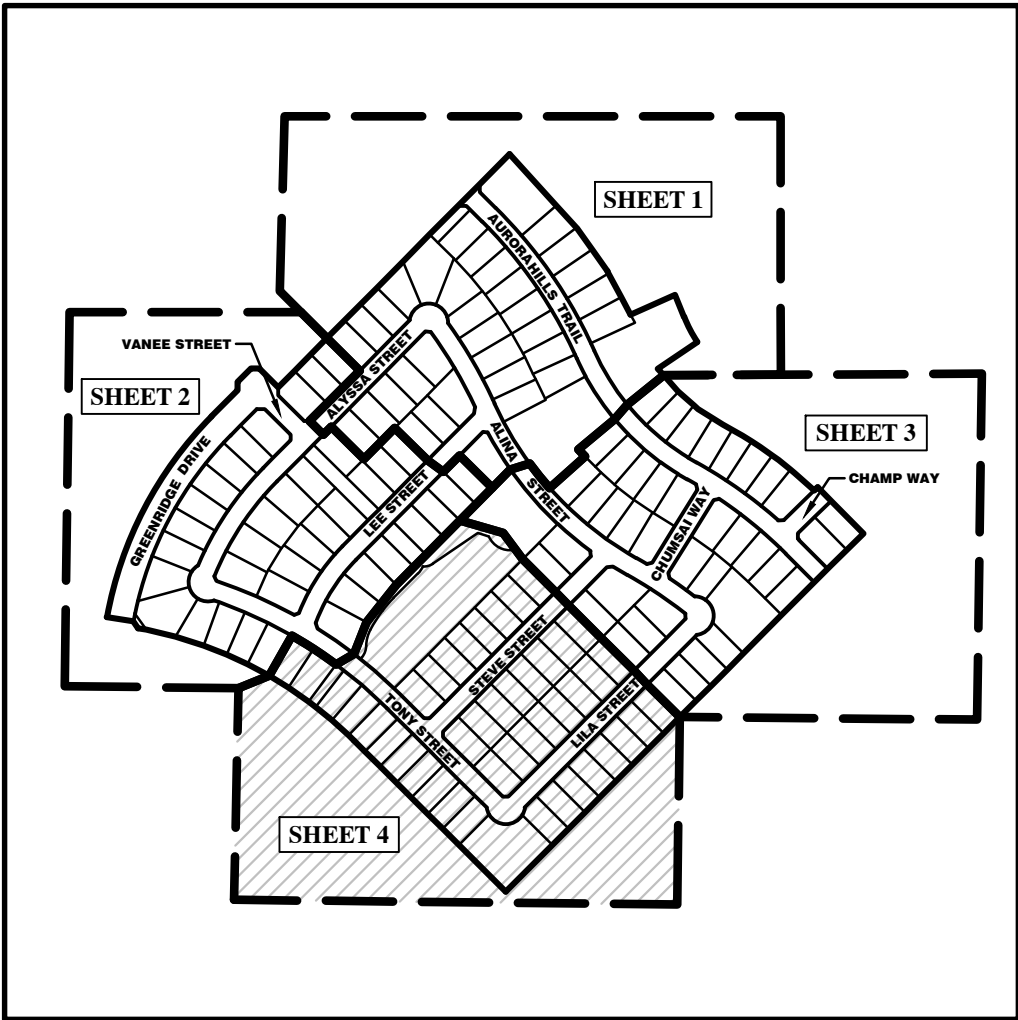 SHEET 1
AURORAHILLS TRAIL
VANEE STREET
ALYSSA STREET
SHEET 2
GREENRIDGE DRIVE
ALINA
STREET
LEE STREET
SHEET 3
CHAMP WAY
CHUMSAI WAY
STEVE STREET
TONY STREET
LILA STREET
SHEET 4